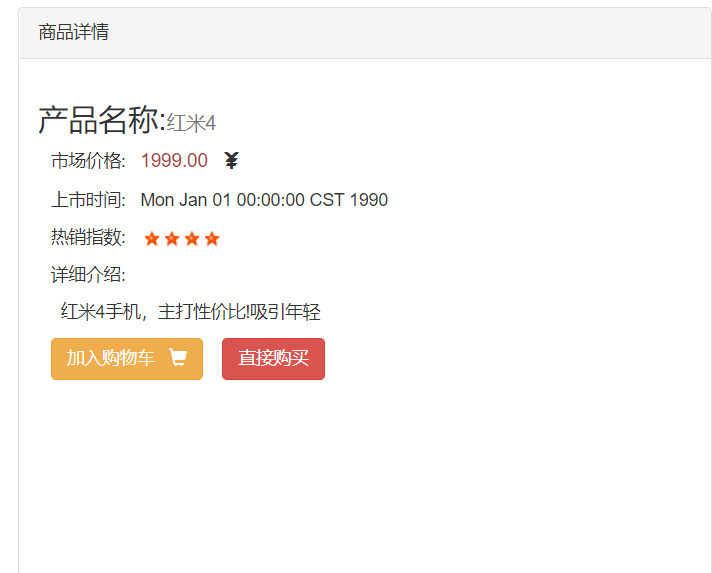 商品详情
产品名称:红米4
市场价格: 1999.00 ¥
上市时间: Mon Jan 01 00:00:00 CST 1990
热销指数:
详细介绍:
红米4手机，主打性价比!吸引年轻
加入购物车 直接购买